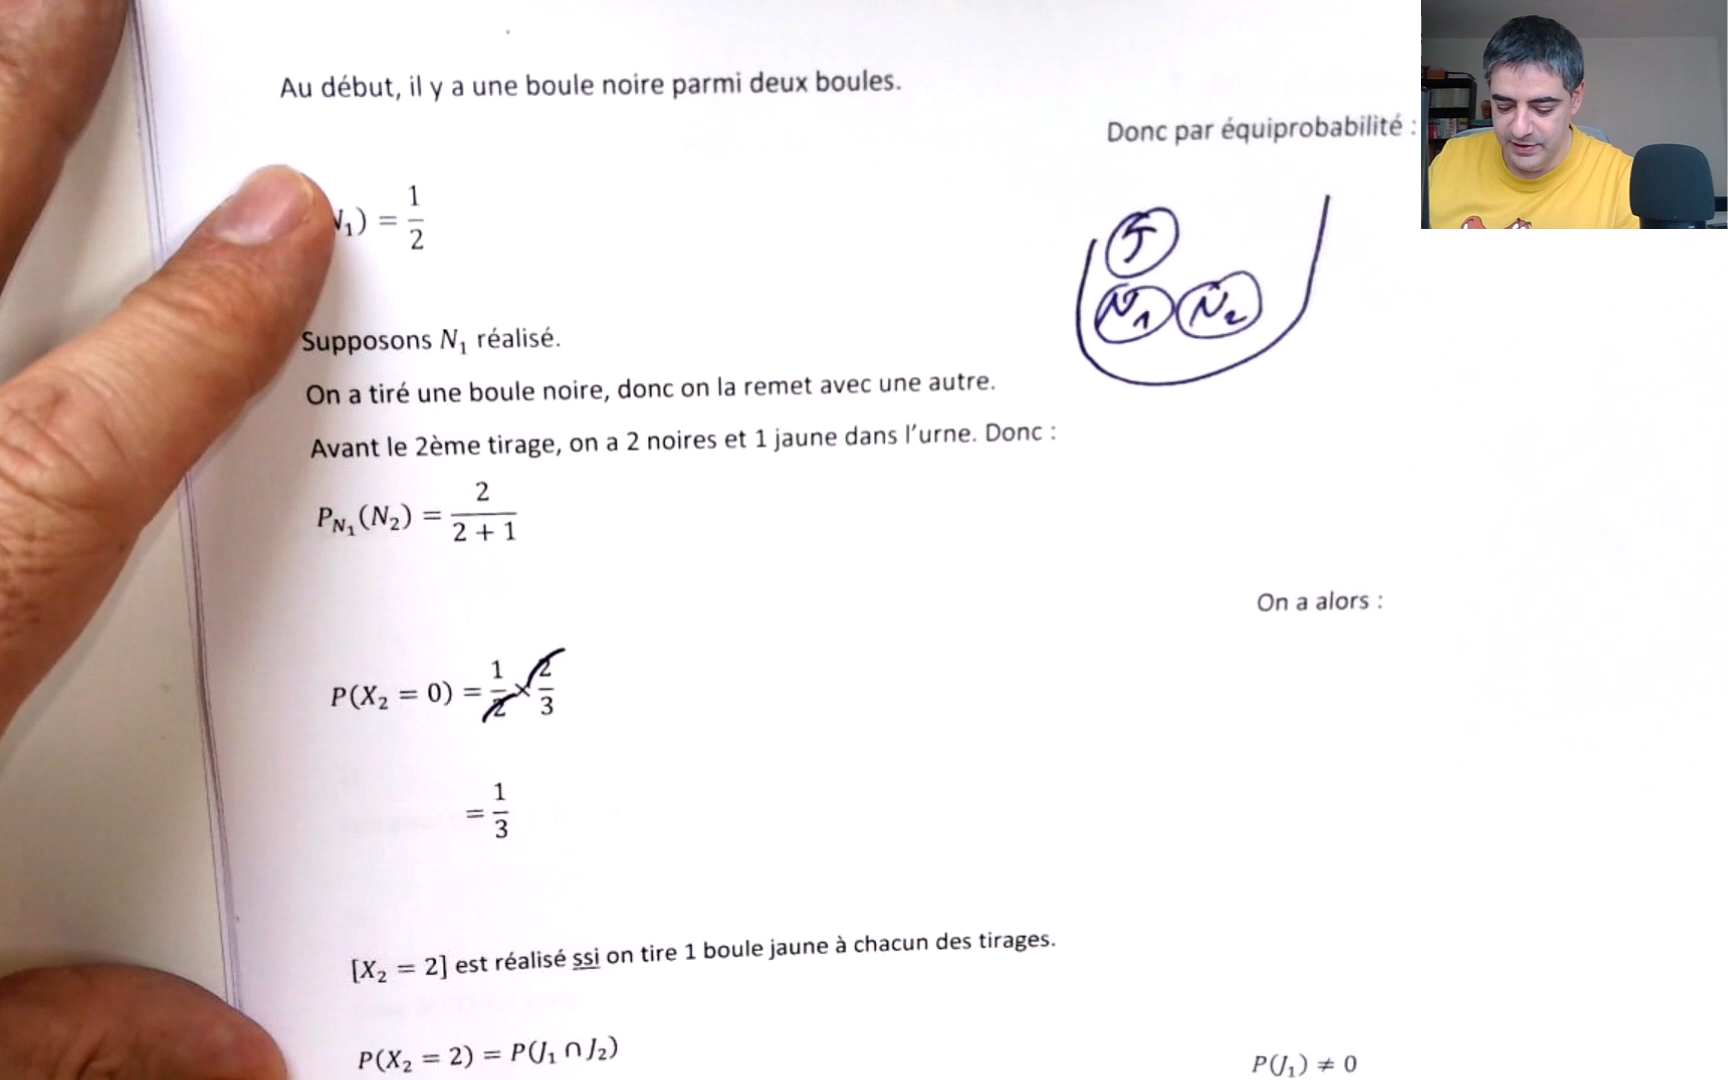 Au début, il y a une boule noire parmi deux boules.
Donc par équiprobabilité :
N₁) = 1/2
J
N₁ N₂
Supposons N₁ réalisé.
On a tiré une boule noire, donc on la remet avec une autre.
Avant le 2ème tirage, on a 2 noires et 1 jaune dans l'urne. Donc :
P_N₁(N₂) = 2/(2 + 1)
On a alors :
P(X₂ = 0) = 1/2 × 2/3
= 1/3
[X₂ = 2] est réalisé ssi on tire 1 boule jaune à chacun des tirages.
P(X₂ = 2) = P(J₁ ∩ J₂)
P(J₁) ≠ 0